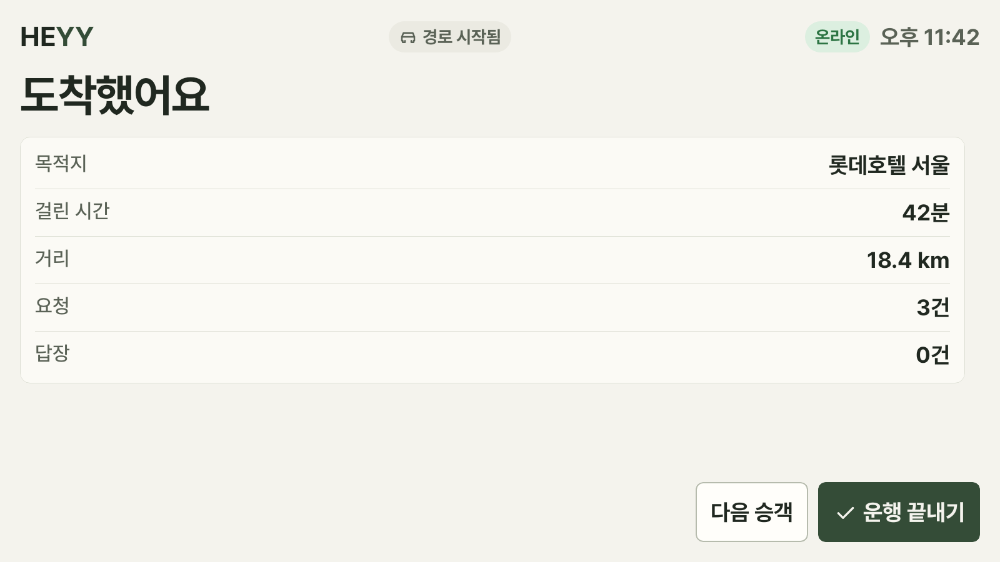 HEYY
경로 시작됨
온라인 오후 11:42
도착했어요
목적지 롯데호텔 서울
걸린 시간 42분
거리 18.4 km
요청 3건
답장 0건
다음 승객
운행 끝내기